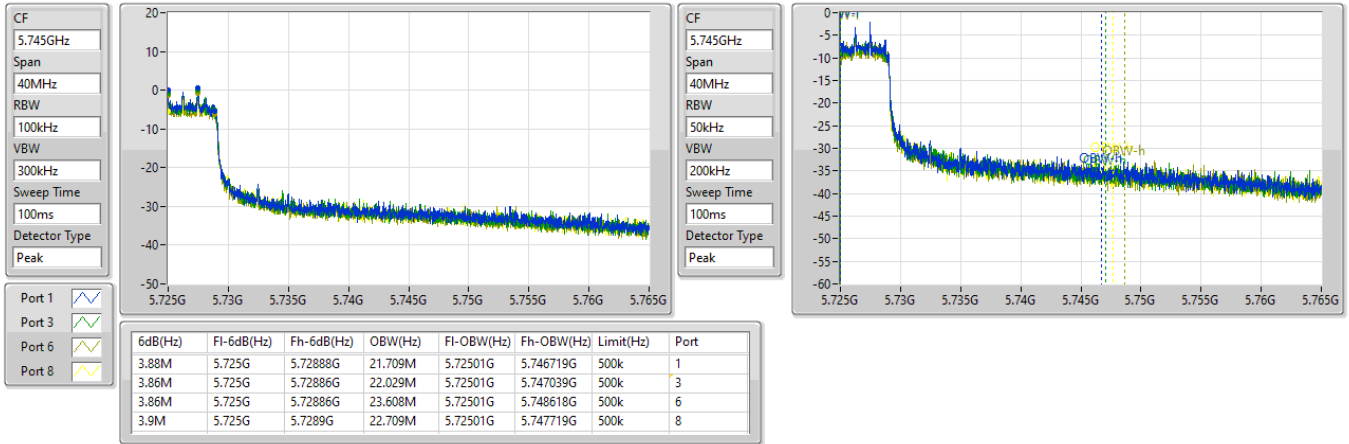 CF
5.745GHz
Span
40MHz
RBW
100kHz
VBW
300kHz
Sweep Time
100ms
Detector Type
Peak
20-
10-
0-
-10-
-20-
-30-
-40-
-50-
5.725G 5.73G 5.735G 5.74G 5.745G 5.75G 5.755G 5.76G 5.765G
CF
5.745GHz
Span
40MHz
RBW
50kHz
VBW
200kHz
Sweep Time
100ms
Detector Type
Peak
0-
-5-
-10-
-15-
-20-
-25-
-30-
-35-
-40-
-45-
-50-
-55-
-60-
OBW-h
OBW-h
5.725G 5.73G 5.735G 5.74G 5.745G 5.75G 5.755G 5.76G 5.765G
Port 1
Port 3
Port 6
Port 8
6dB(Hz) Fl-6dB(Hz) Fh-6dB(Hz) OBW(Hz) Fl-OBW(Hz) Fh-OBW(Hz) Limit(Hz) Port
3.88M 5.725G 5.72888G 21.709M 5.72501G 5.746719G 500k 1
3.86M 5.725G 5.72886G 22.029M 5.72501G 5.747039G 500k 3
3.86M 5.725G 5.72886G 23.608M 5.72501G 5.748618G 500k 6
3.9M 5.725G 5.7289G 22.709M 5.72501G 5.747719G 500k 8